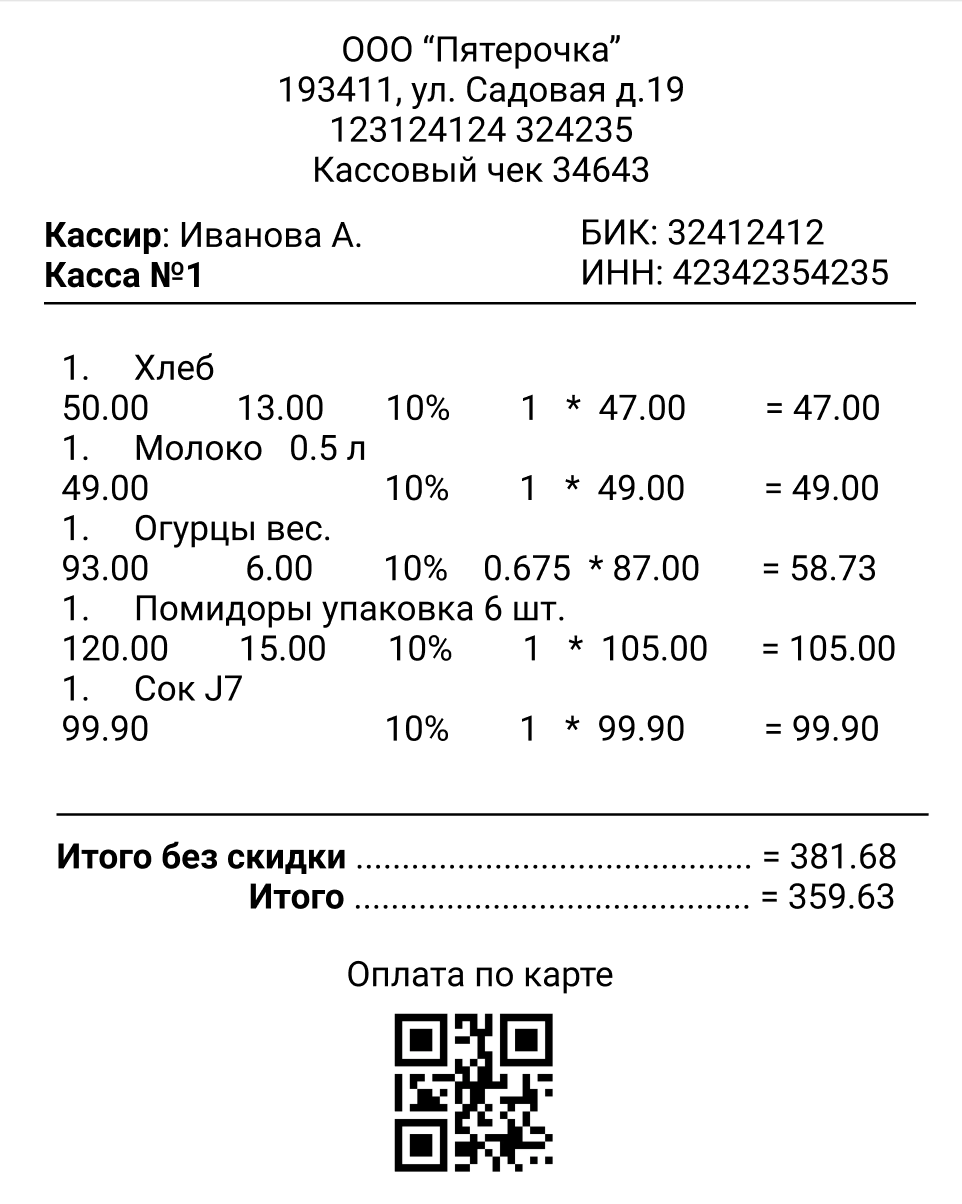 ООО “Пятерочка”
193411, ул. Садовая д.19
123124124 324235
Кассовый чек 34643
Кассир: Иванова А.
БИК: 32412412
Касса №1
ИНН: 42342354235
1. Хлеб
50.00 13.00 10% 1 * 47.00 = 47.00
1. Молоко 0.5 л
49.00 10% 1 * 49.00 = 49.00
1. Огурцы вес.
93.00 6.00 10% 0.675 * 87.00 = 58.73
1. Помидоры упаковка 6 шт.
120.00 15.00 10% 1 * 105.00 = 105.00
1. Сок J7
99.90 10% 1 * 99.90 = 99.90
Итого без скидки ........................................... = 381.68
Итого ........................................... = 359.63
Оплата по карте